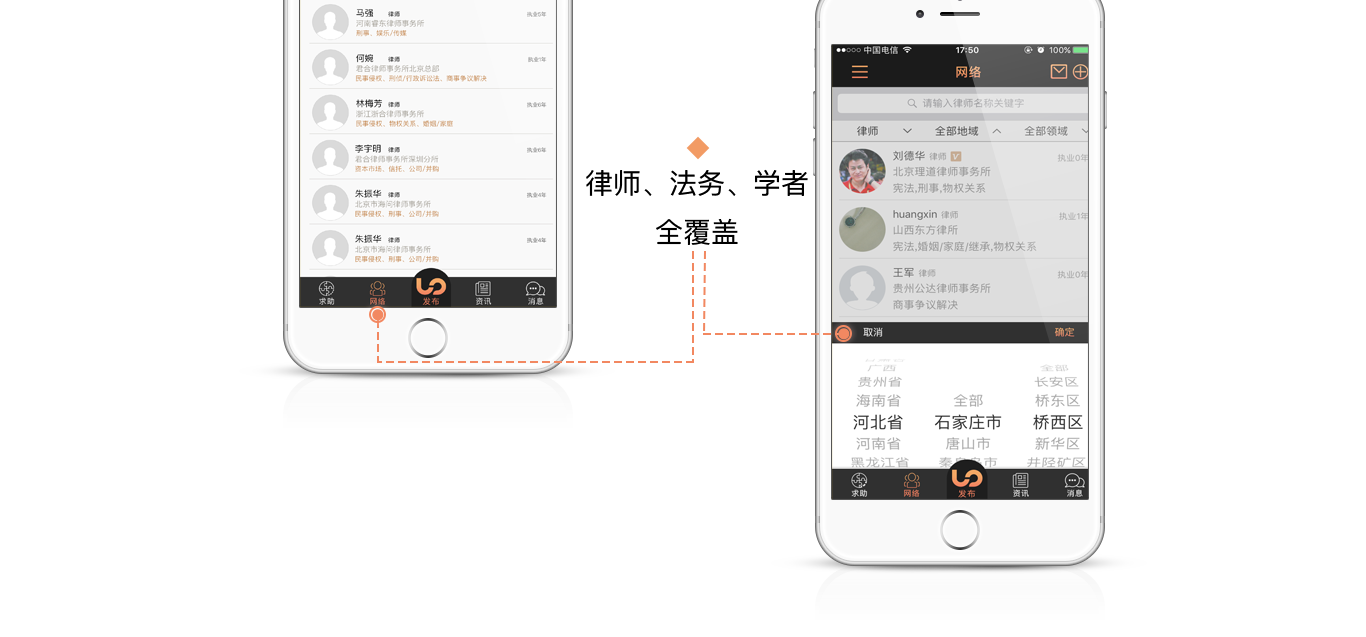 马强 律师 执业5年
河南睿东律师事务所
刑事、娱乐/传媒
何婉 律师 执业1年
君合律师事务所北京总部
民事侵权、刑侦/行政诉讼法、商事争议解决
林梅芳 律师 执业6年
浙江浙合律师事务所
民事侵权、物权关系、婚姻/家庭
李宇明 律师 执业6年
君合律师事务所深圳分所
资本市场、信托、公司/并购
朱振华 律师 执业4年
北京市海问律师事务所
民事侵权、刑事、公司/并购
朱振华 律师 执业4年
北京市海问律师事务所
民事侵权、刑事、公司/并购
求助 网络 发布 资讯 消息
律师、法务、学者
全覆盖
中国电信 17:50 100%
网络
请输入律师名称关键字
律师 全部地域 全部领域
刘德华 律师 V 执业0年
北京理道律师事务所
宪法,刑事,物权关系
huangxin 律师 执业1年
山西东方律所
宪法,婚姻/家庭/继承,物权关系
王军 律师 执业0年
贵州公达律师事务所
商事争议解决
取消 确定
广西 全部
贵州省 长安区
海南省 全部 桥东区
河北省 石家庄市 桥西区
河南省 唐山市 新华区
黑龙江省 秦皇岛市 井陉矿区
求助 网络 发布 资讯 消息